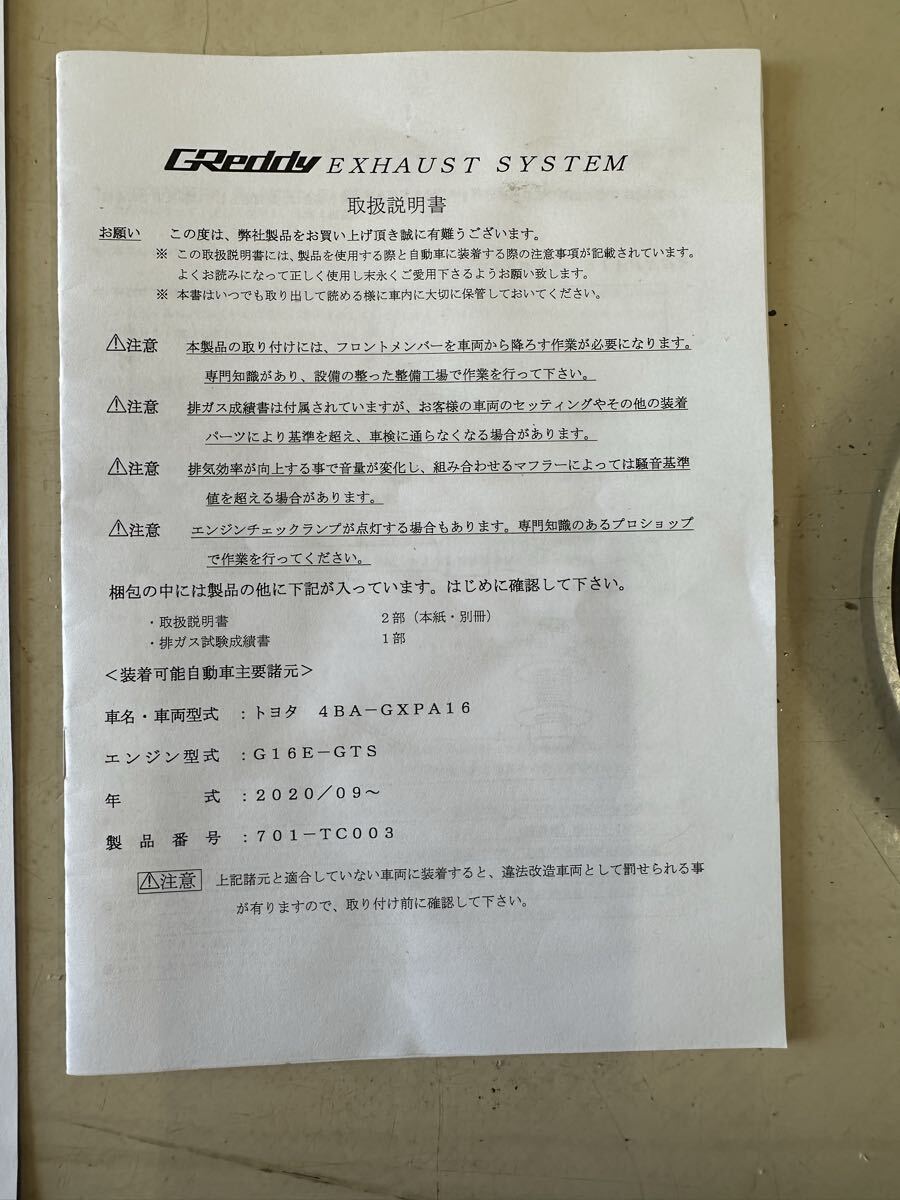 GReddy EXHAUST SYSTEM
取扱説明書
お願い この度は、弊社製品をお買い上げ頂き誠に有難うございます。
※ この取扱説明書には、製品を使用する際と自動車に装着する際の注意事項が記載されています。
よくお読みになって正しく使用し末永くご愛用下さるようお願い致します。
※ 本書はいつでも取り出して読める様に車内に大切に保管しておいてください。
⚠注意 本製品の取り付けには、フロントメンバーを車両から降ろす作業が必要になります。
専門知識があり、設備の整った整備工場で作業を行って下さい。
⚠注意 排ガス成績書は付属されていますが、お客様の車両のセッティングやその他の装着
パーツにより基準を超え、車検に通らなくなる場合があります。
⚠注意 排気効率が向上する事で音量が変化し、組み合わせるマフラーによっては騒音基準
値を超える場合があります。
⚠注意 エンジンチェックランプが点灯する場合もあります。専門知識のあるプロショップ
で作業を行ってください。
梱包の中には製品の他に下記が入っています。はじめに確認して下さい。
・取扱説明書 2部（本紙・別冊）
・排ガス試験成績書 1部
＜装着可能自動車主要諸元＞
車名・車両型式 ：トヨタ ４ＢＡ－ＧＸＰＡ１６
エンジン型式 ：Ｇ１６Ｅ－ＧＴＳ
年 式 ：２０２０／０９～
製品番号 ：７０１－ＴＣ００３
⚠注意 上記諸元と適合していない車両に装着すると、違法改造車両として罰せられる事
が有りますので、取り付け前に確認して下さい。